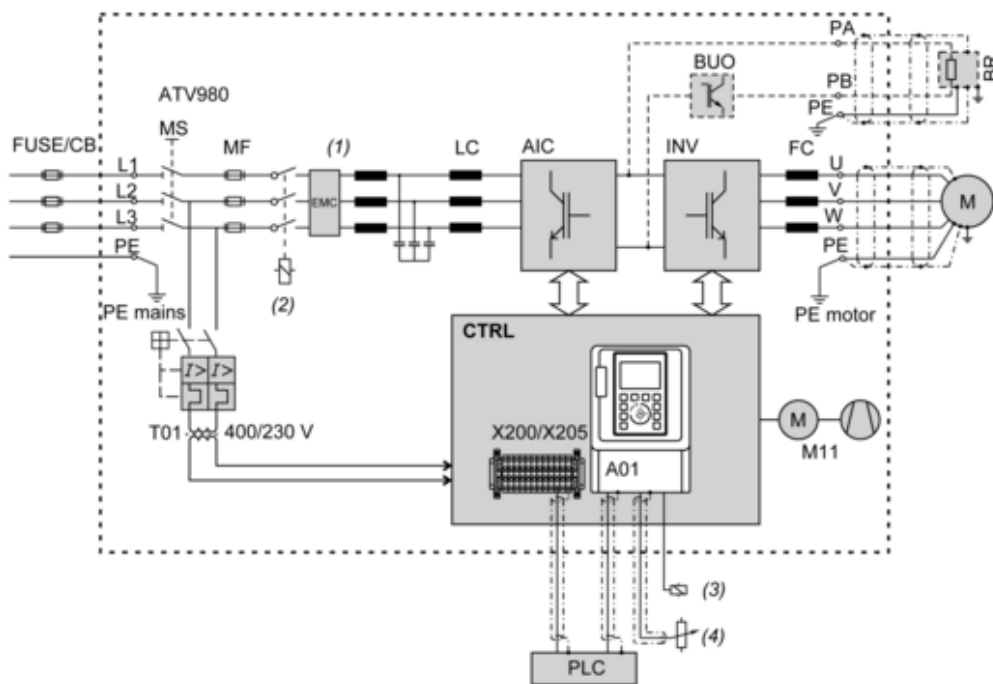 PA
BUO
BR
PB
ATV980
PE
MS
FUSE/CB
MF
(1)
LC
AIC
INV
FC
L1
U
L2
EMC
V
M
L3
W
PE
PE
(2)
PE mains
PE motor
CTRL
I> I>
T01
400/230 V
X200/X205
M
A01
M11
(3)
(4)
PLC